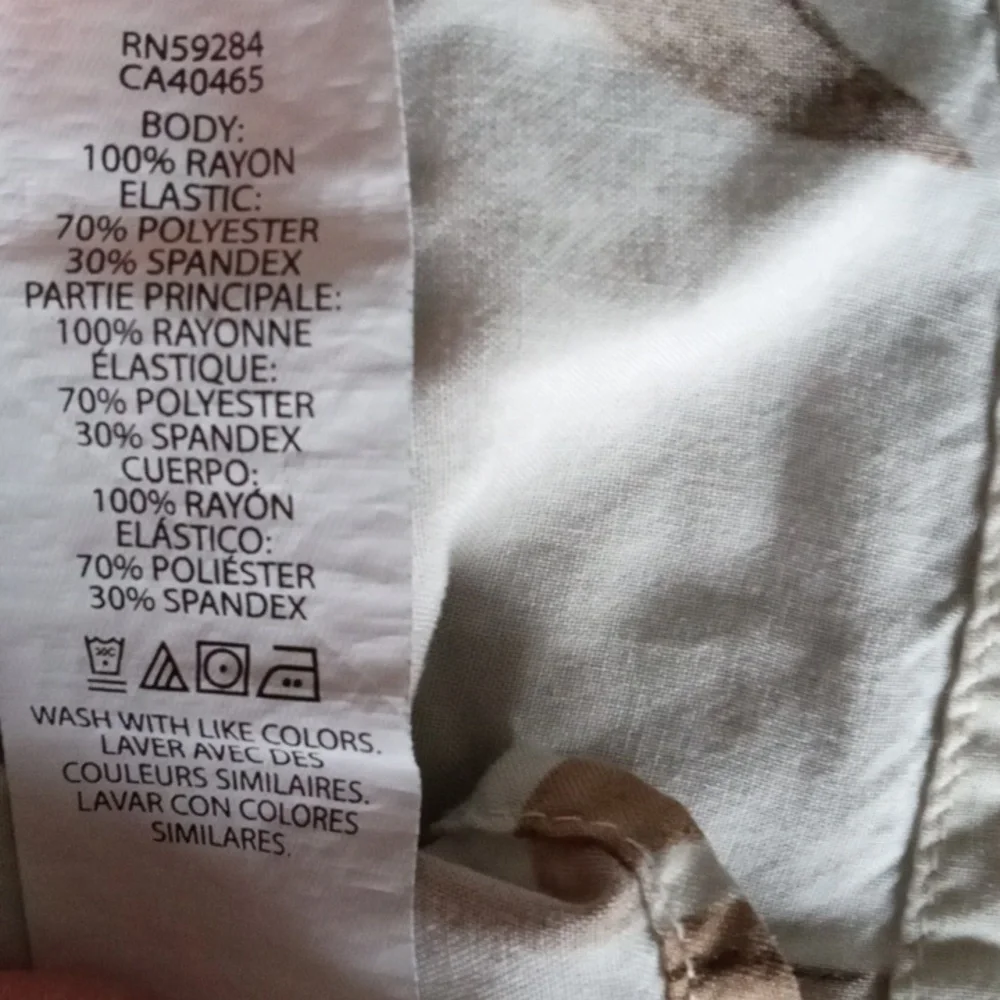 RN59284
CA40465
BODY:
100% RAYON
ELASTIC:
70% POLYESTER
30% SPANDEX
PARTIE PRINCIPALE:
100% RAYONNE
ÉLASTIQUE:
70% POLYESTER
30% SPANDEX
CUERPO:
100% RAYÓN
ELÁSTICO:
70% POLIÉSTER
30% SPANDEX
30C
WASH WITH LIKE COLORS.
LAVER AVEC DES
COULEURS SIMILAIRES.
LAVAR CON COLORES
SIMILARES.